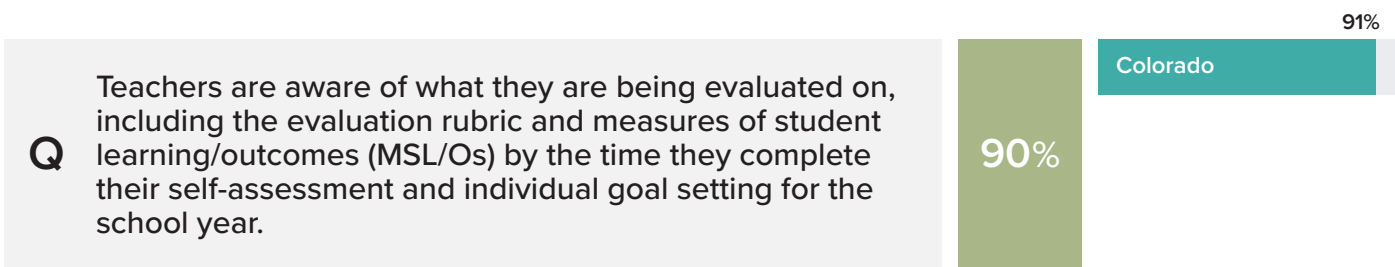 91%
Colorado
Q
Teachers are aware of what they are being evaluated on,
including the evaluation rubric and measures of student
learning/outcomes (MSL/Os) by the time they complete
their self-assessment and individual goal setting for the
school year.
90%